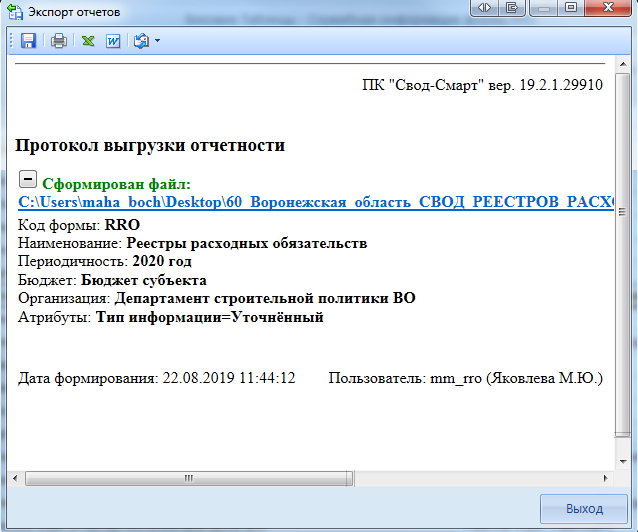 Экспорт отчетов
ПК "Свод-Смарт" вер. 19.2.1.29910
Протокол выгрузки отчетности
Сформирован файл:
C:\Users\maha_boch\Desktop\60_Воронежская_область_СВОД_РЕЕСТРОВ_РАСХО
Код формы: RRO
Наименование: Реестры расходных обязательств
Периодичность: 2020 год
Бюджет: Бюджет субъекта
Организация: Департамент строительной политики ВО
Атрибуты: Тип информации=Уточнённый
Дата формирования: 22.08.2019 11:44:12 Пользователь: mm_rro (Яковлева М.Ю.)
Выход